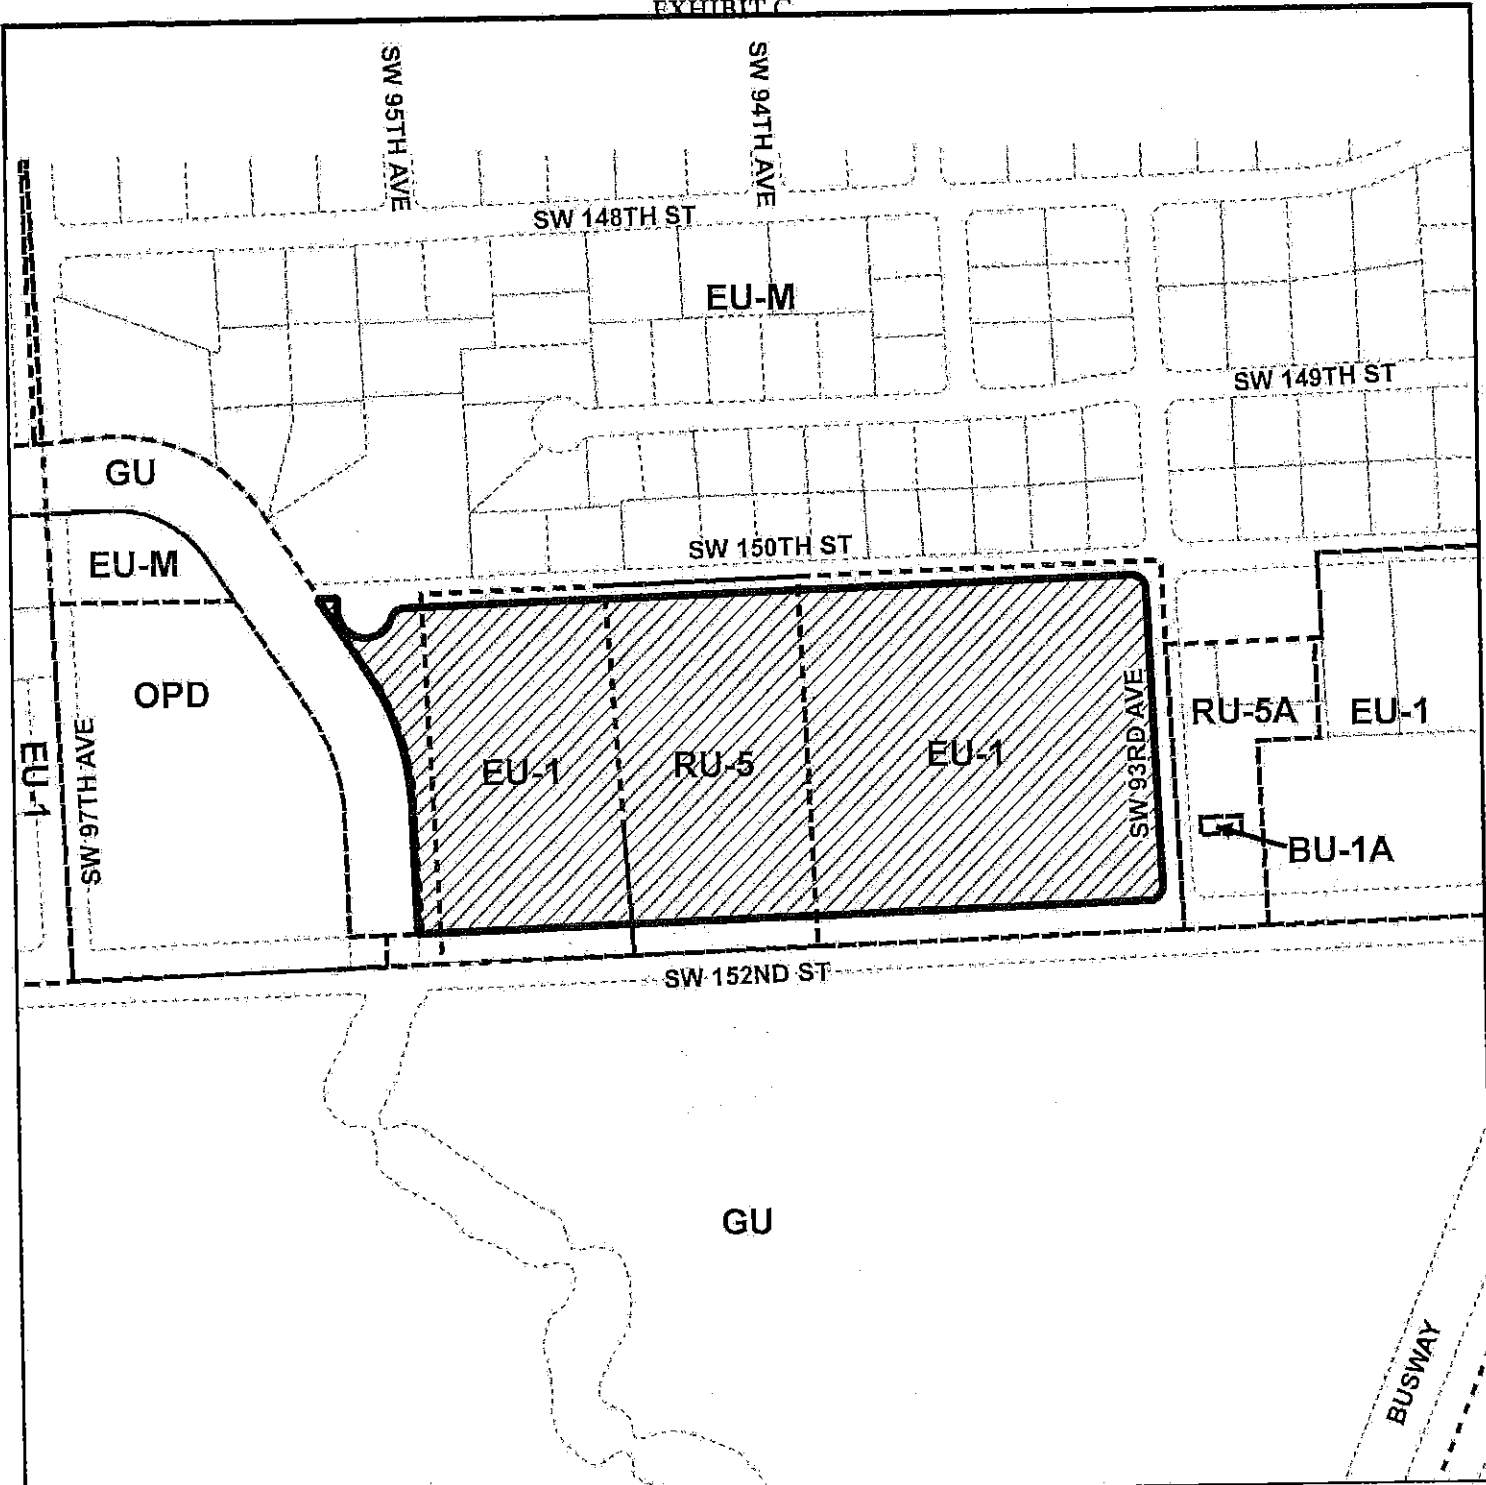 EXHIBIT C
SW 95TH AVE
SW 94TH AVE
SW 148TH ST
EU-M
SW 149TH ST
GU
SW 150TH ST
EU-M
OPD
EU-1
SW 97TH AVE
EU-1
RU-5
EU-1
SW 93RD AVE
RU-5A
EU-1
BU-1A
SW 152ND ST
GU
BUSWAY